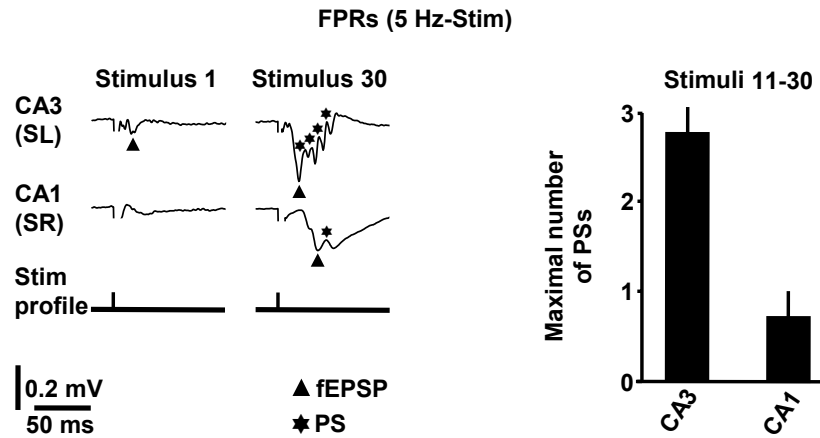 FPRs (5 Hz-Stim)
Stimulus 1 Stimulus 30
CA3
(SL)
CA1
(SR)
Stim
profile
0.2 mV
50 ms
▲ fEPSP
✶ PS
Stimuli 11-30
Maximal number
of PSs
3
2
1
0
CA3 CA1